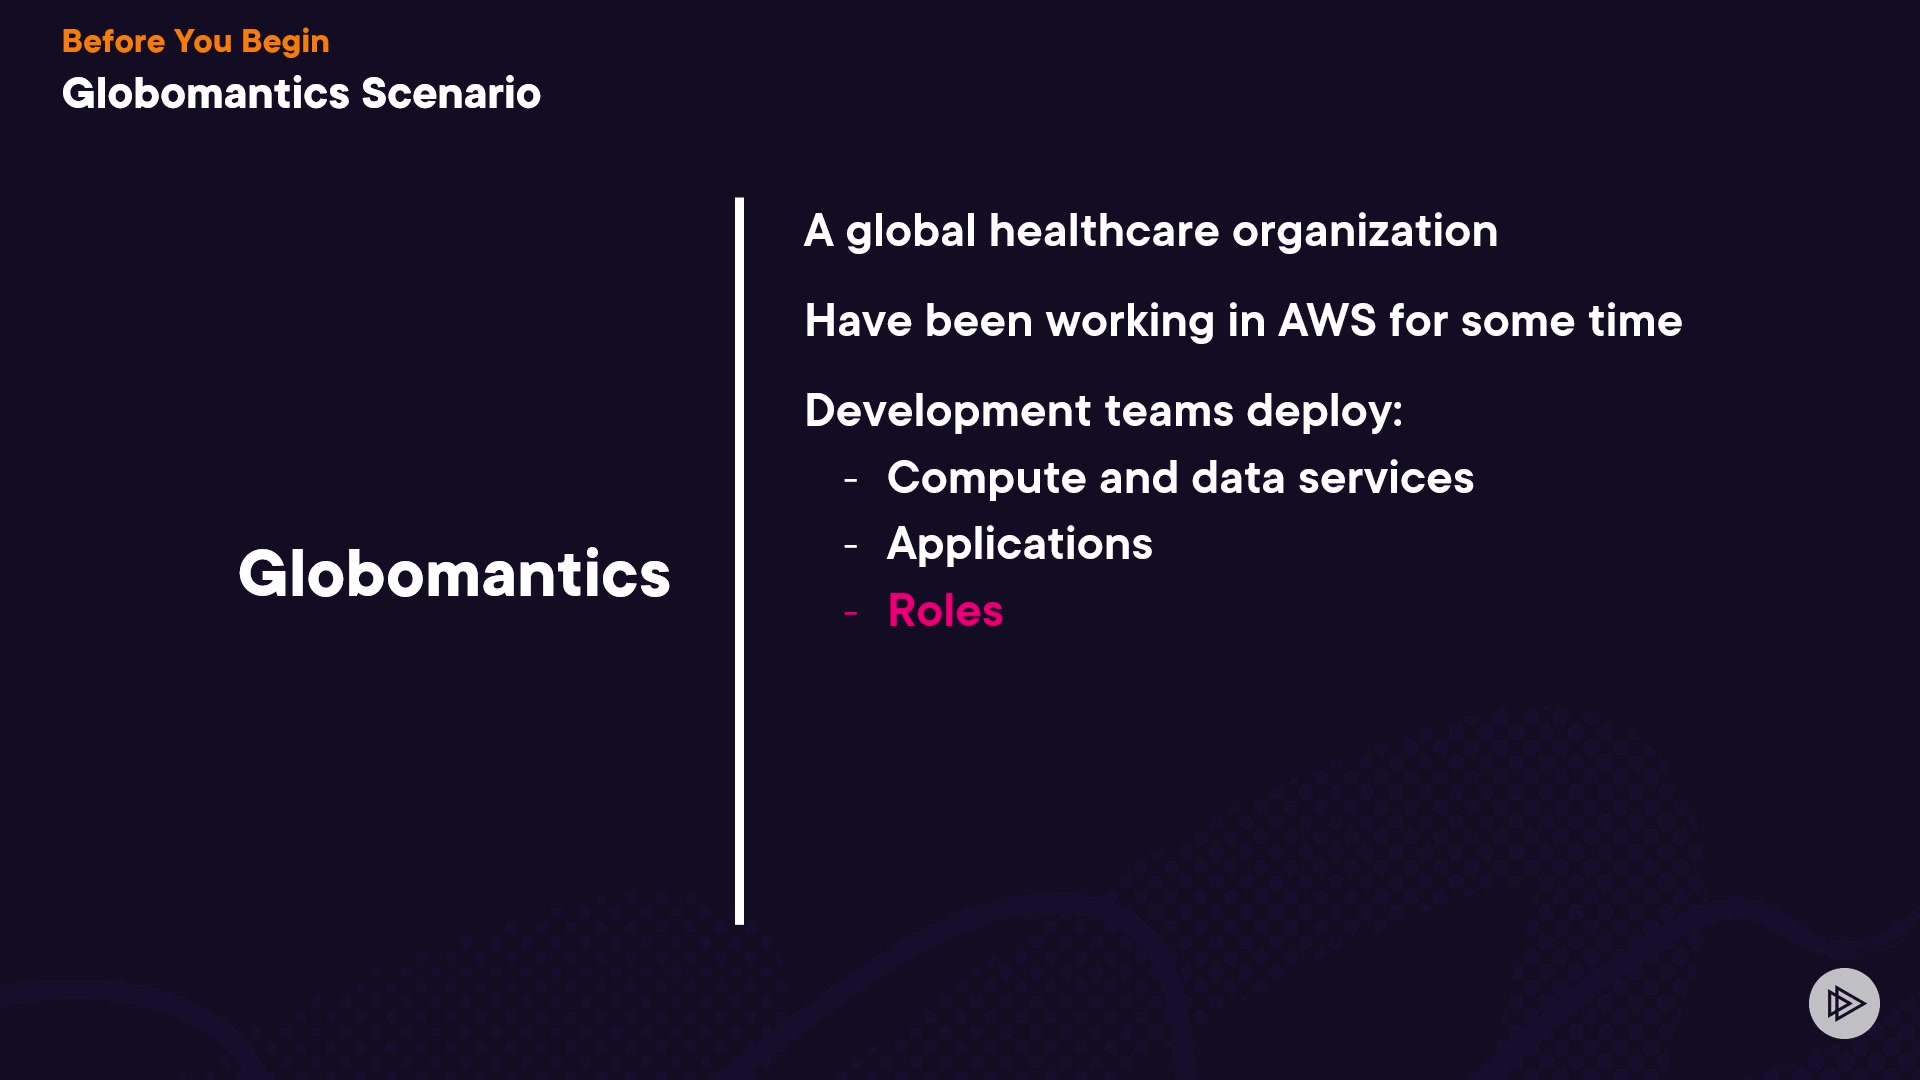 Before You Begin
Globomantics Scenario
Globomantics
A global healthcare organization
Have been working in AWS for some time
Development teams deploy:
- Compute and data services
- Applications
- Roles